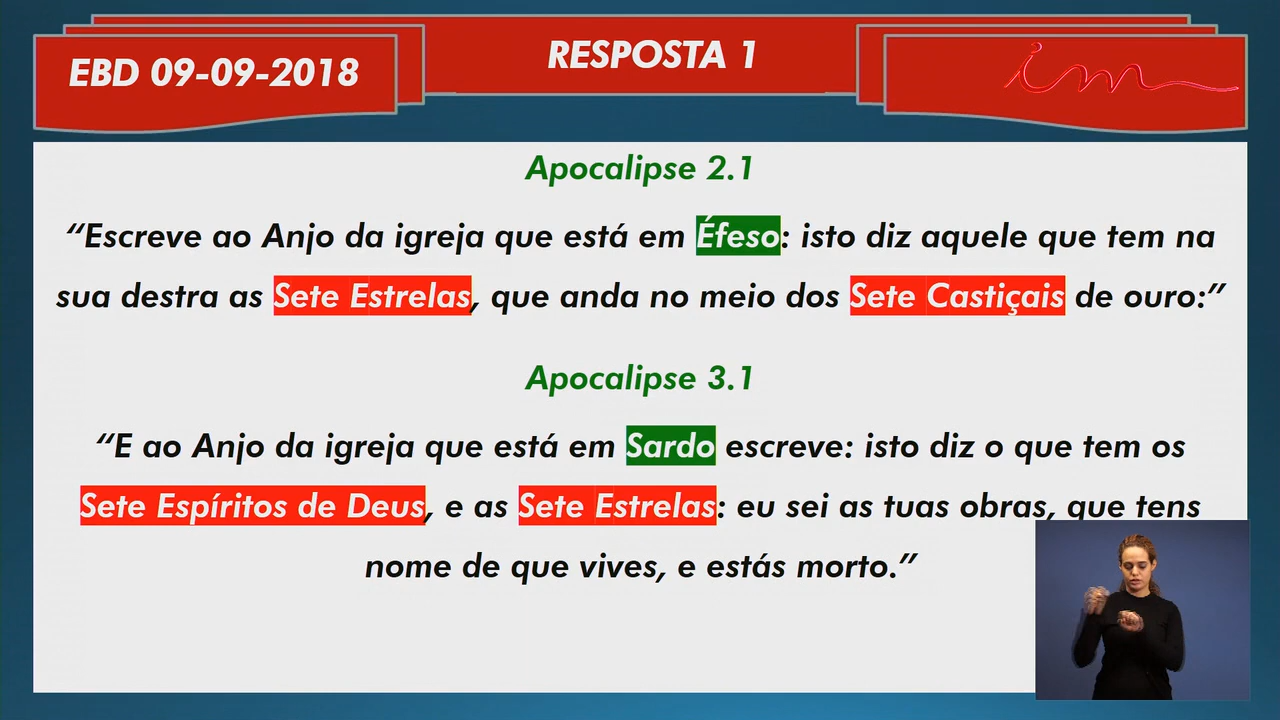 EBD 09-09-2018
RESPOSTA 1
im
Apocalipse 2.1
“Escreve ao Anjo da igreja que está em Éfeso: isto diz aquele que tem na
sua destra as Sete Estrelas, que anda no meio dos Sete Castiçais de ouro:”
Apocalipse 3.1
“E ao Anjo da igreja que está em Sardo escreve: isto diz o que tem os
Sete Espíritos de Deus, e as Sete Estrelas: eu sei as tuas obras, que tens
nome de que vives, e estás morto.”